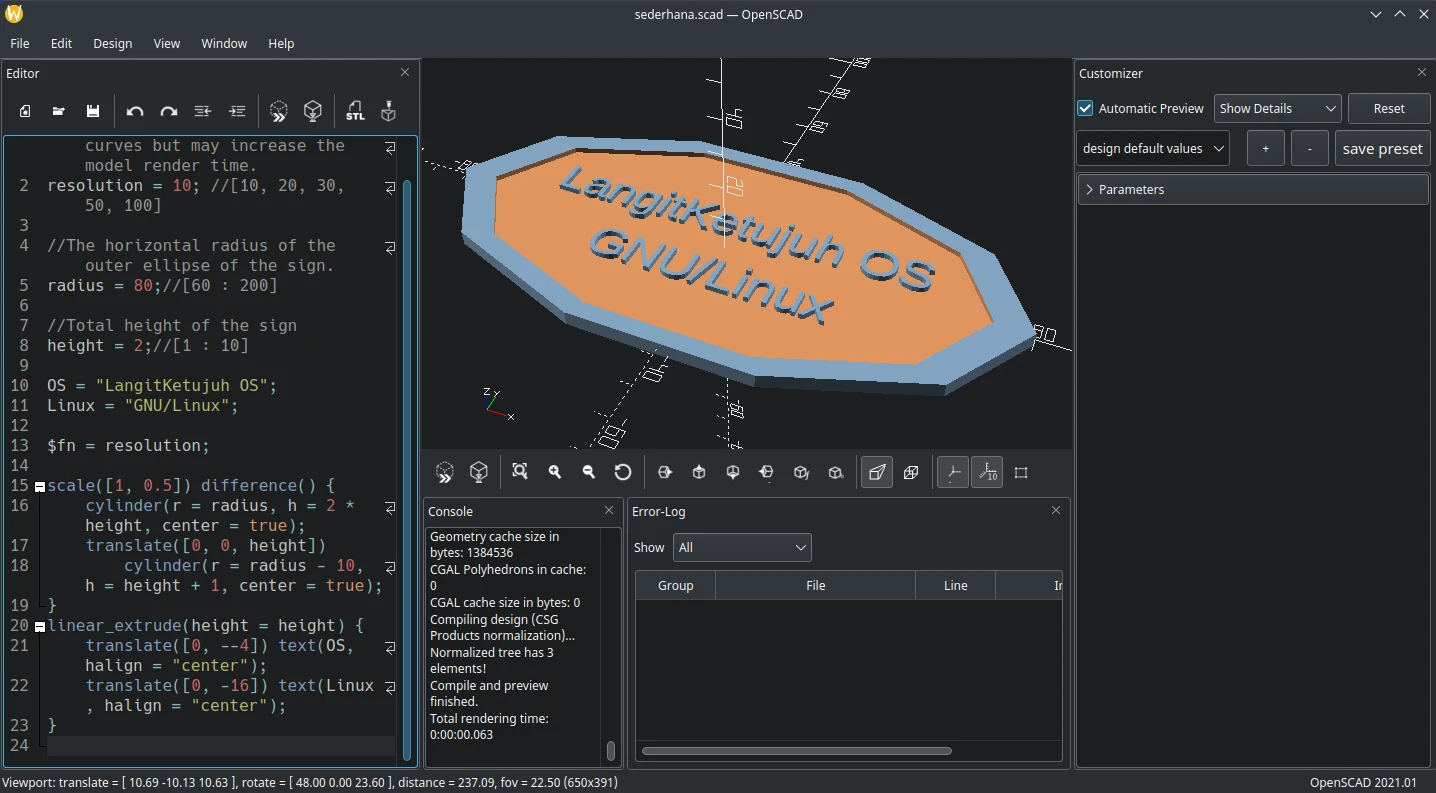 sederhana.scad — OpenSCAD
File Edit Design View Window Help
Editor
STL
curves but may increase the
model render time.
2 resolution = 10; //[10, 20, 30,
50, 100]
3
4 //The horizontal radius of the
outer ellipse of the sign.
5 radius = 80;//[60 : 200]
6
7 //Total height of the sign
8 height = 2;//[1 : 10]
9
10 OS = "LangitKetujuh OS";
11 Linux = "GNU/Linux";
12
13 $fn = resolution;
14
15 scale([1, 0.5]) difference() {
16 cylinder(r = radius, h = 2 *
height, center = true);
17 translate([0, 0, height])
18 cylinder(r = radius - 10,
h = height + 1, center = true);
19 }
20 linear_extrude(height = height) {
21 translate([0, --4]) text(OS,
halign = "center");
22 translate([0, -16]) text(Linux
, halign = "center");
23 }
24
LangitKetujuh OS
GNU/Linux
Z
Y
X
10
Console
Geometry cache size in
bytes: 1384536
CGAL Polyhedrons in cache:
0
CGAL cache size in bytes: 0
Compiling design (CSG
Products normalization)...
Normalized tree has 3
elements!
Compile and preview
finished.
Total rendering time:
0:00:00.063
Error-Log
Show All
Group File Line
Customizer
Automatic Preview Show Details Reset
design default values + - save preset
Parameters
Viewport: translate = [ 10.69 -10.13 10.63 ], rotate = [ 48.00 0.00 23.60 ], distance = 237.09, fov = 22.50 (650x391)
OpenSCAD 2021.01